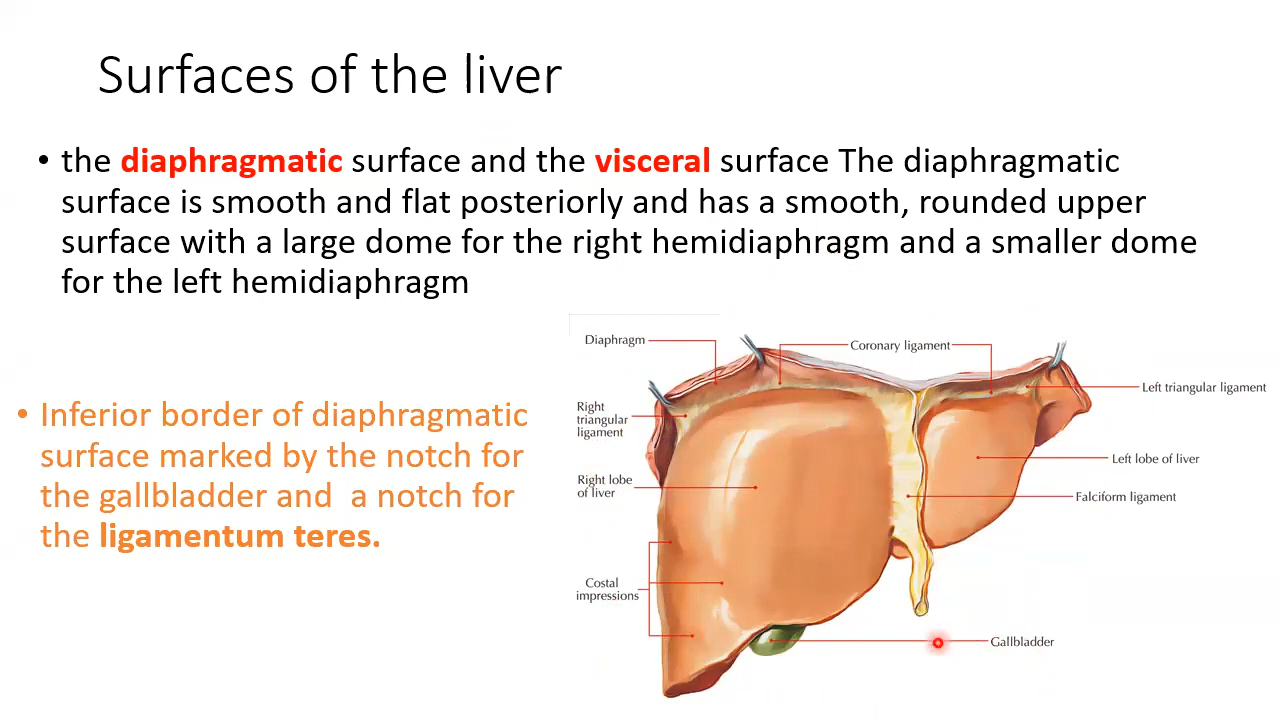 Surfaces of the liver
• the diaphragmatic surface and the visceral surface The diaphragmatic
surface is smooth and flat posteriorly and has a smooth, rounded upper
surface with a large dome for the right hemidiaphragm and a smaller dome
for the left hemidiaphragm
• Inferior border of diaphragmatic
surface marked by the notch for
the gallbladder and a notch for
the ligamentum teres.
Diaphragm
Coronary ligament
Left triangular ligament
Right
triangular
ligament
Left lobe of liver
Right lobe
of liver
Falciform ligament
Costal
impressions
Gallbladder